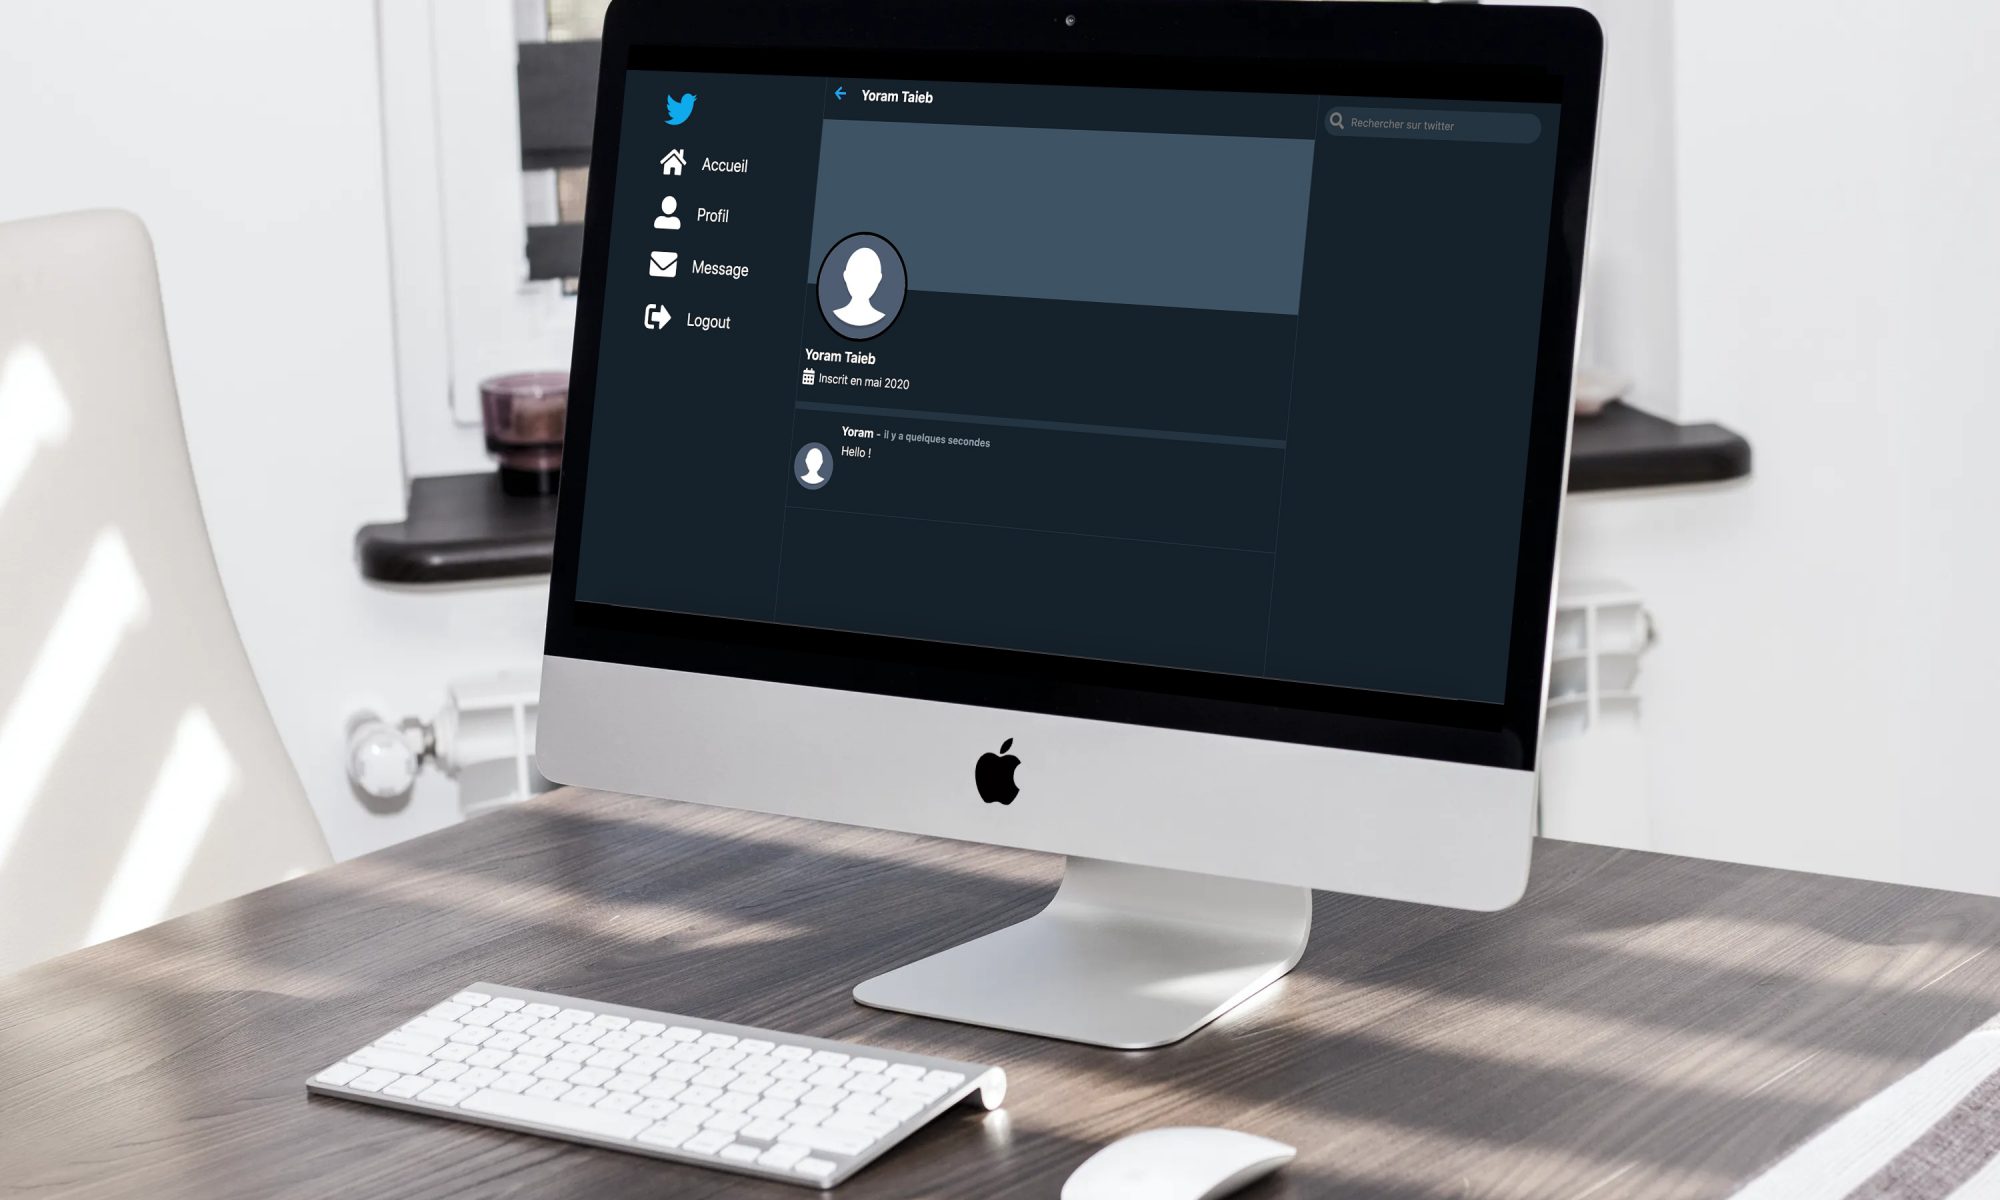 Accueil
Profil
Message
Logout
Yoram Taieb
Yoram Taieb
Inscrit en mai 2020
Yoram - il y a quelques secondes
Hello !
Rechercher sur twitter